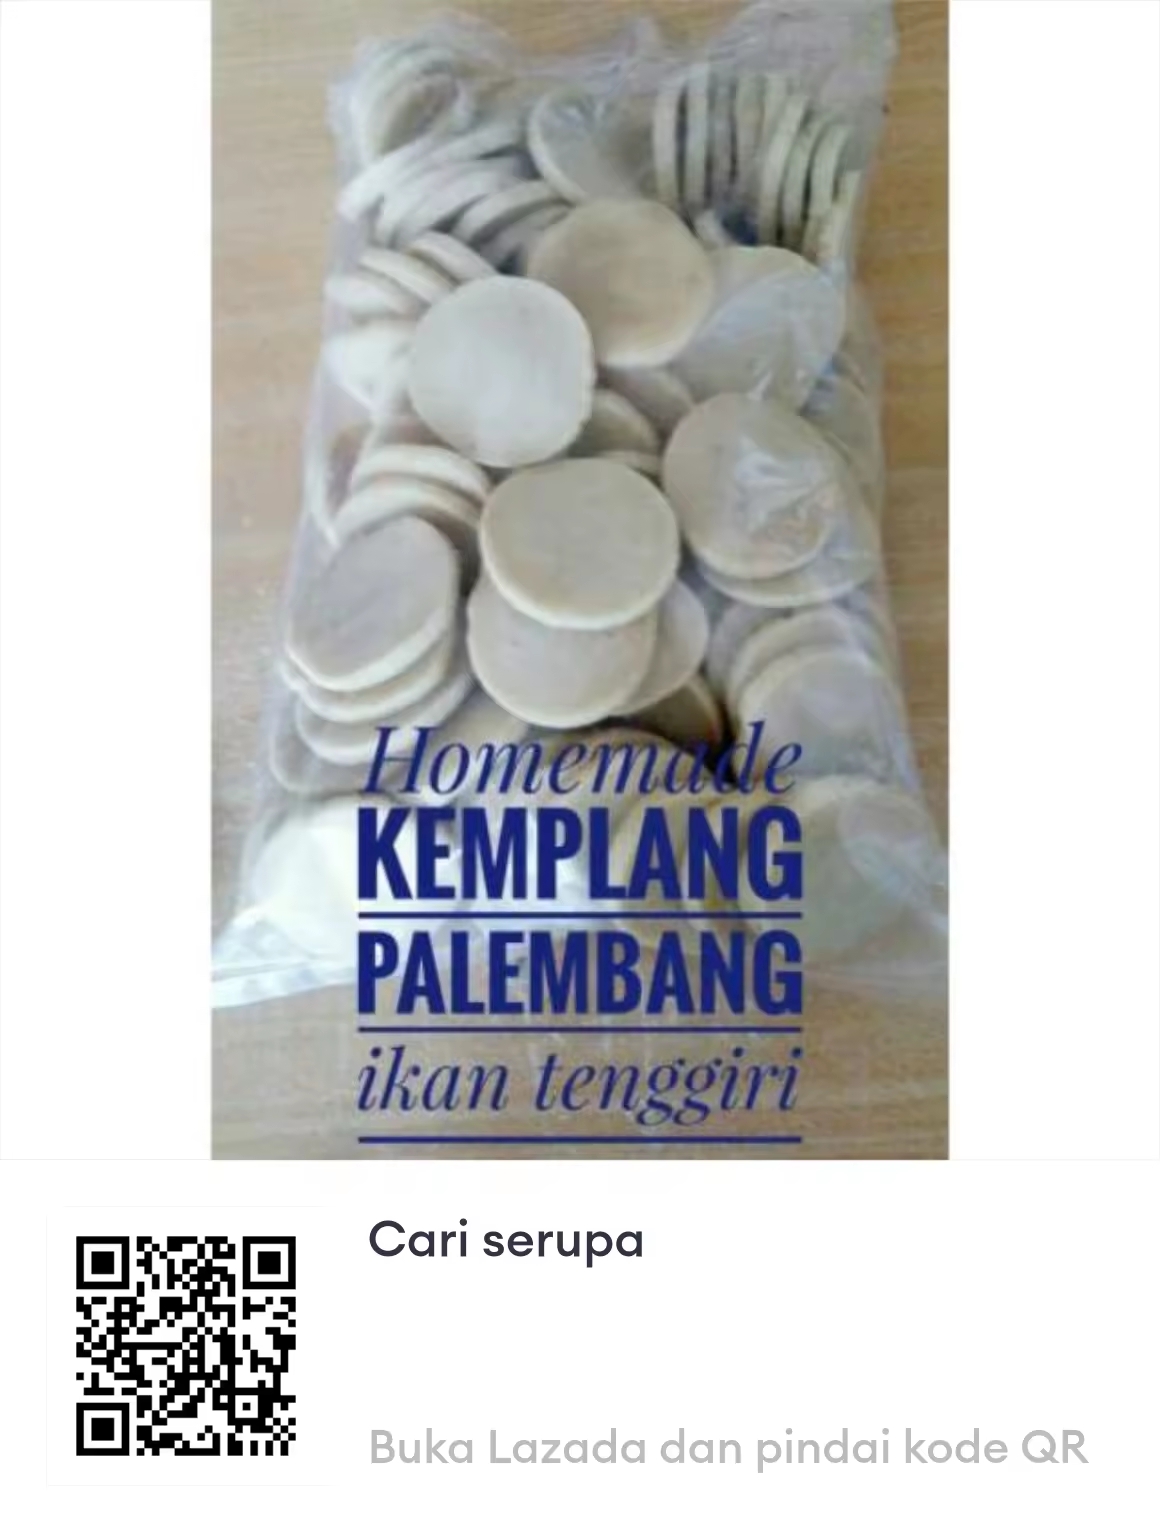 Homemade
KEMPLANG
PALEMBANG
ikan tenggiri
Cari serupa
Buka Lazada dan pindai kode QR